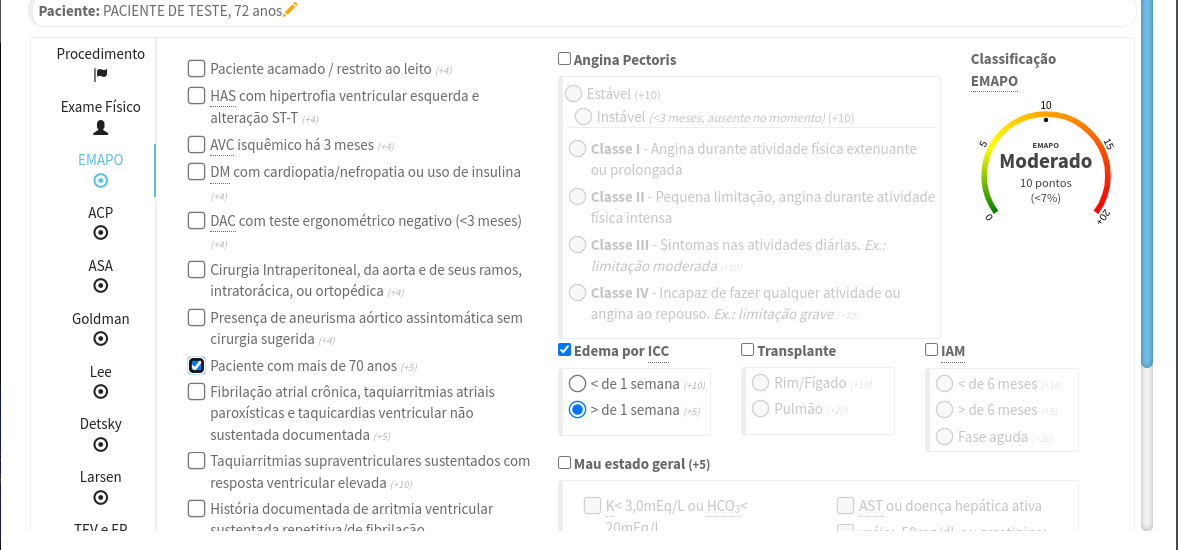 Paciente: PACIENTE DE TESTE, 72 anos
Procedimento
Exame Físico
EMAPO
ACP
ASA
Goldman
Lee
Detsky
Larsen
TEV e EP
Paciente acamado / restrito ao leito (+4)
HAS com hipertrofia ventricular esquerda e
alteração ST-T (+4)
AVC isquêmico há 3 meses (+4)
DM com cardiopatia/nefropatia ou uso de insulina
(+4)
DAC com teste ergonométrico negativo (<3 meses)
(+4)
Cirurgia Intraperitoneal, da aorta e de seus ramos,
intratorácica, ou ortopédica (+4)
Presença de aneurisma aórtico assintomática sem
cirurgia sugerida (+4)
Paciente com mais de 70 anos (+5)
Fibrilação atrial crônica, taquiarritmias atriais
paroxísticas e taquicardias ventricular não
sustentada documentada (+5)
Taquiarritmias supraventriculares sustentados com
resposta ventricular elevada (+10)
História documentada de arritmia ventricular
sustentada repetitiva/de fibrilação
Angina Pectoris
Estável (+10)
Instável (<3 meses, ausente no momento) (+10)
Classe I - Angina durante atividade física extenuante
ou prolongada
Classe II - Pequena limitação, angina durante atividade
física intensa
Classe III - Sintomas nas atividades diárias. Ex.:
limitação moderada (+10)
Classe IV - Incapaz de fazer qualquer atividade ou
angina ao repouso. Ex.: limitação grave (+20)
Edema por ICC
< de 1 semana (+10)
> de 1 semana (+5)
Transplante
Rim/Fígado (+10)
Pulmão (+20)
IAM
< de 6 meses (+10)
> de 6 meses (+5)
Fase aguda (+20)
Mau estado geral (+5)
K< 3,0mEq/L ou HCO3<
20mEq/L
AST ou doença hepática ativa
Classificação
EMAPO
0
5
10
15
20+
EMAPO
Moderado
10 pontos
(<7%)